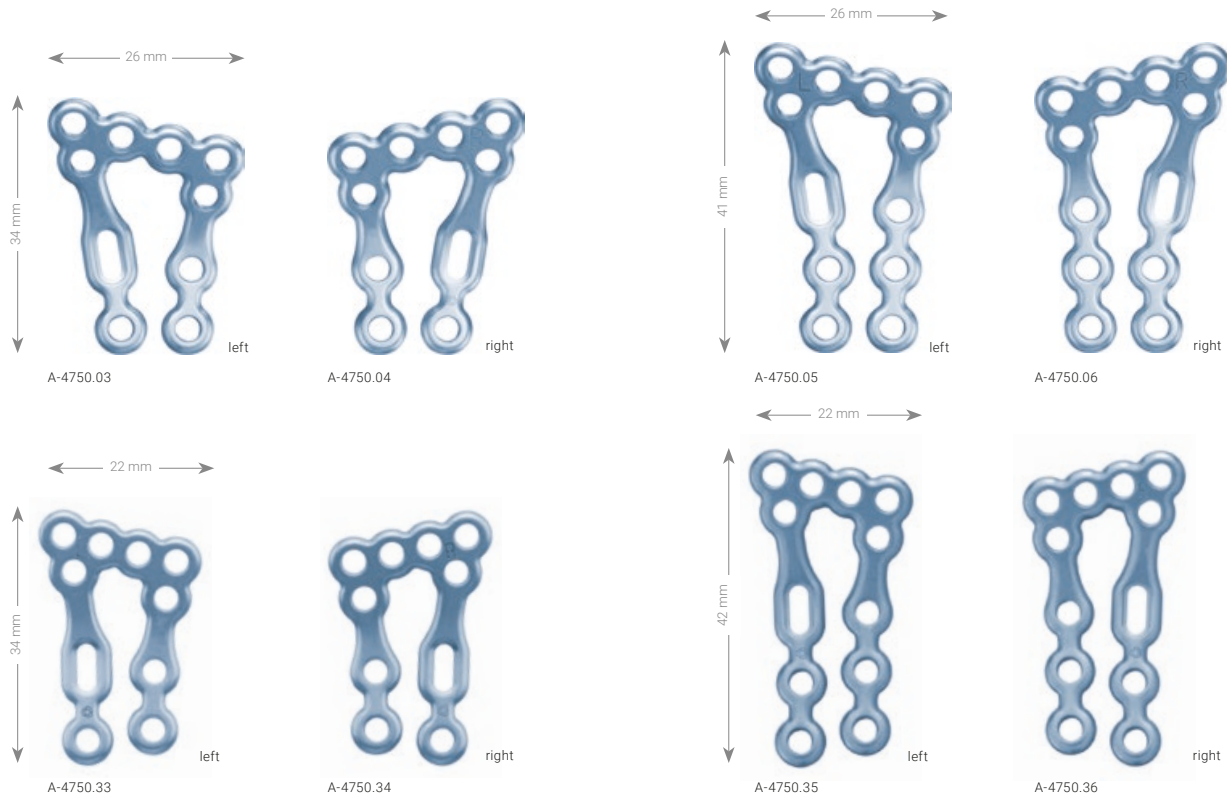 26 mm
34 mm
left
right
A-4750.03
A-4750.04
26 mm
41 mm
L
R
left
right
A-4750.05
A-4750.06
22 mm
34 mm
left
right
A-4750.33
A-4750.34
22 mm
42 mm
left
right
A-4750.35
A-4750.36